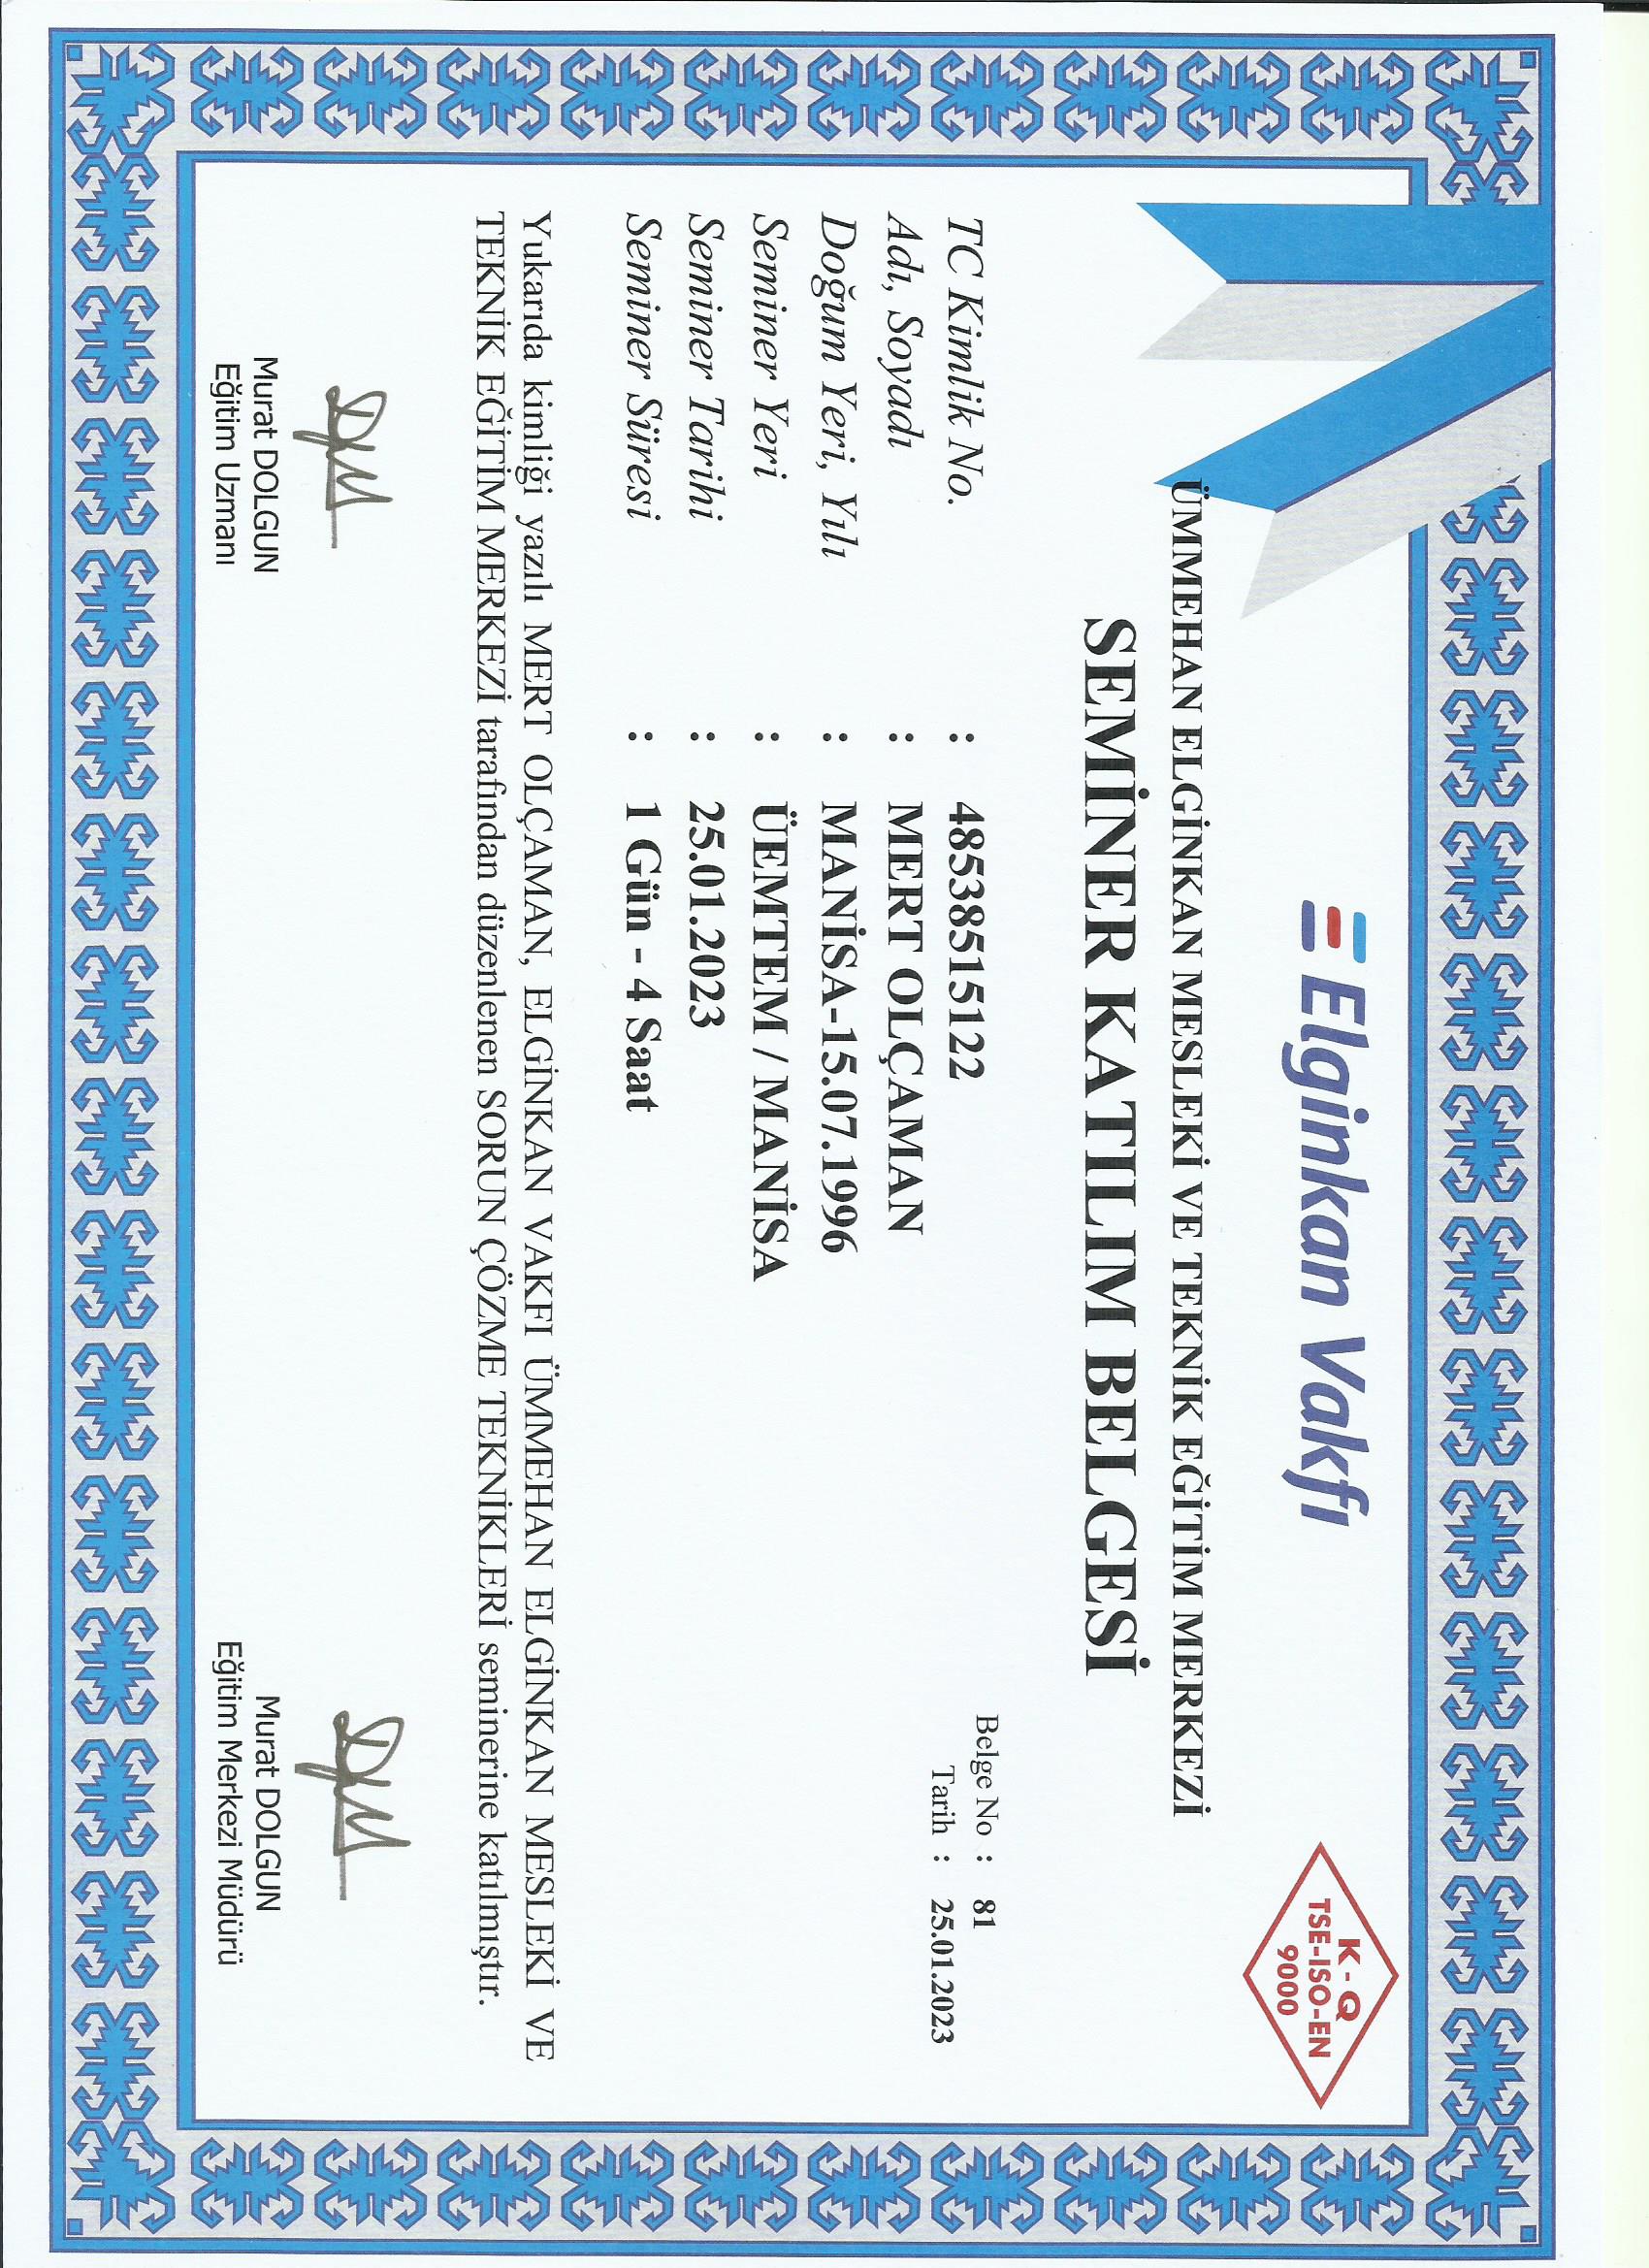 Elginkan Vakfı
K - Q
TSE-ISO-EN
9000
ÜMMEHAN ELGİNKAN MESLEKİ VE TEKNİK EĞİTİM MERKEZİ
SEMİNER KATILIM BELGESİ
Belge No : 81
Tarih : 25.01.2023
TC Kimlik No. : 48538515122
Adı, Soyadı : MERT OLÇAMAN
Doğum Yeri, Yılı : MANİSA-15.07.1996
Seminer Yeri : ÜEMTEM / MANİSA
Seminer Tarihi : 25.01.2023
Seminer Süresi : 1 Gün - 4 Saat
Yukarıda kimliği yazılı MERT OLÇAMAN, ELGİNKAN VAKFI ÜMMEHAN ELGİNKAN MESLEKİ VE
TEKNİK EĞİTİM MERKEZİ tarafından düzenlenen SORUN ÇÖZME TEKNİKLERİ seminerine katılmıştır.
Murat DOLGUN
Eğitim Uzmanı
Murat DOLGUN
Eğitim Merkezi Müdürü